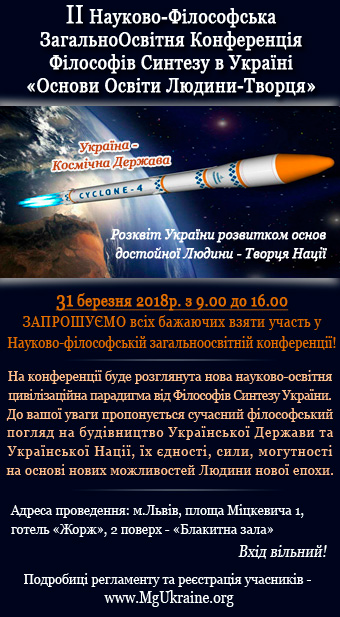 II Науково-Філософська
ЗагальноОсвітня Конференція
Філософів Синтезу в Україні
«Основи Освіти Людини-Творця»
Україна -
Космічна Держава
CYCLONE-4
Розквіт України розвитком основ
достойної Людини - Творця Нації
31 березня 2018р. з 9.00 до 16.00
ЗАПРОШУЄМО всіх бажаючих взяти участь у
Науково-філософській загальноосвітній конференції!
На конференції буде розглянута нова науково-освітня
цивілізаційна парадигма від Філософів Синтезу України.
До вашої уваги пропонується сучасний філософський
погляд на будівництво Української Держави та
Української Нації, їх єдності, сили, могутності
на основі нових можливостей Людини нової епохи.
Адреса проведення: м.Львів, площа Міцкевича 1,
готель «Жорж», 2 поверх - «Блакитна зала»
Вхід вільний!
Подробиці регламенту та реєстрація учасників -
www.MgUkraine.org